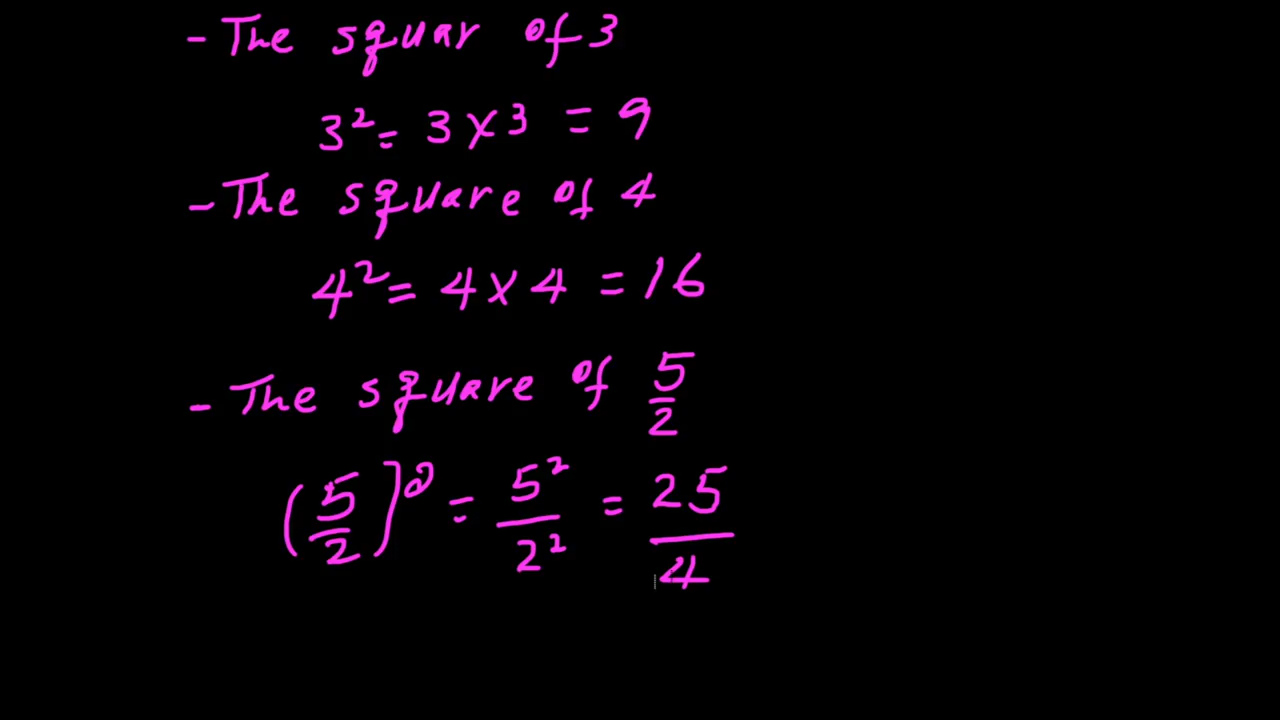 - The squar of 3
3² = 3 x 3 = 9
- The square of 4
4² = 4 x 4 = 16
- The square of 5/2
(5/2)² = 5²/2² = 25/4